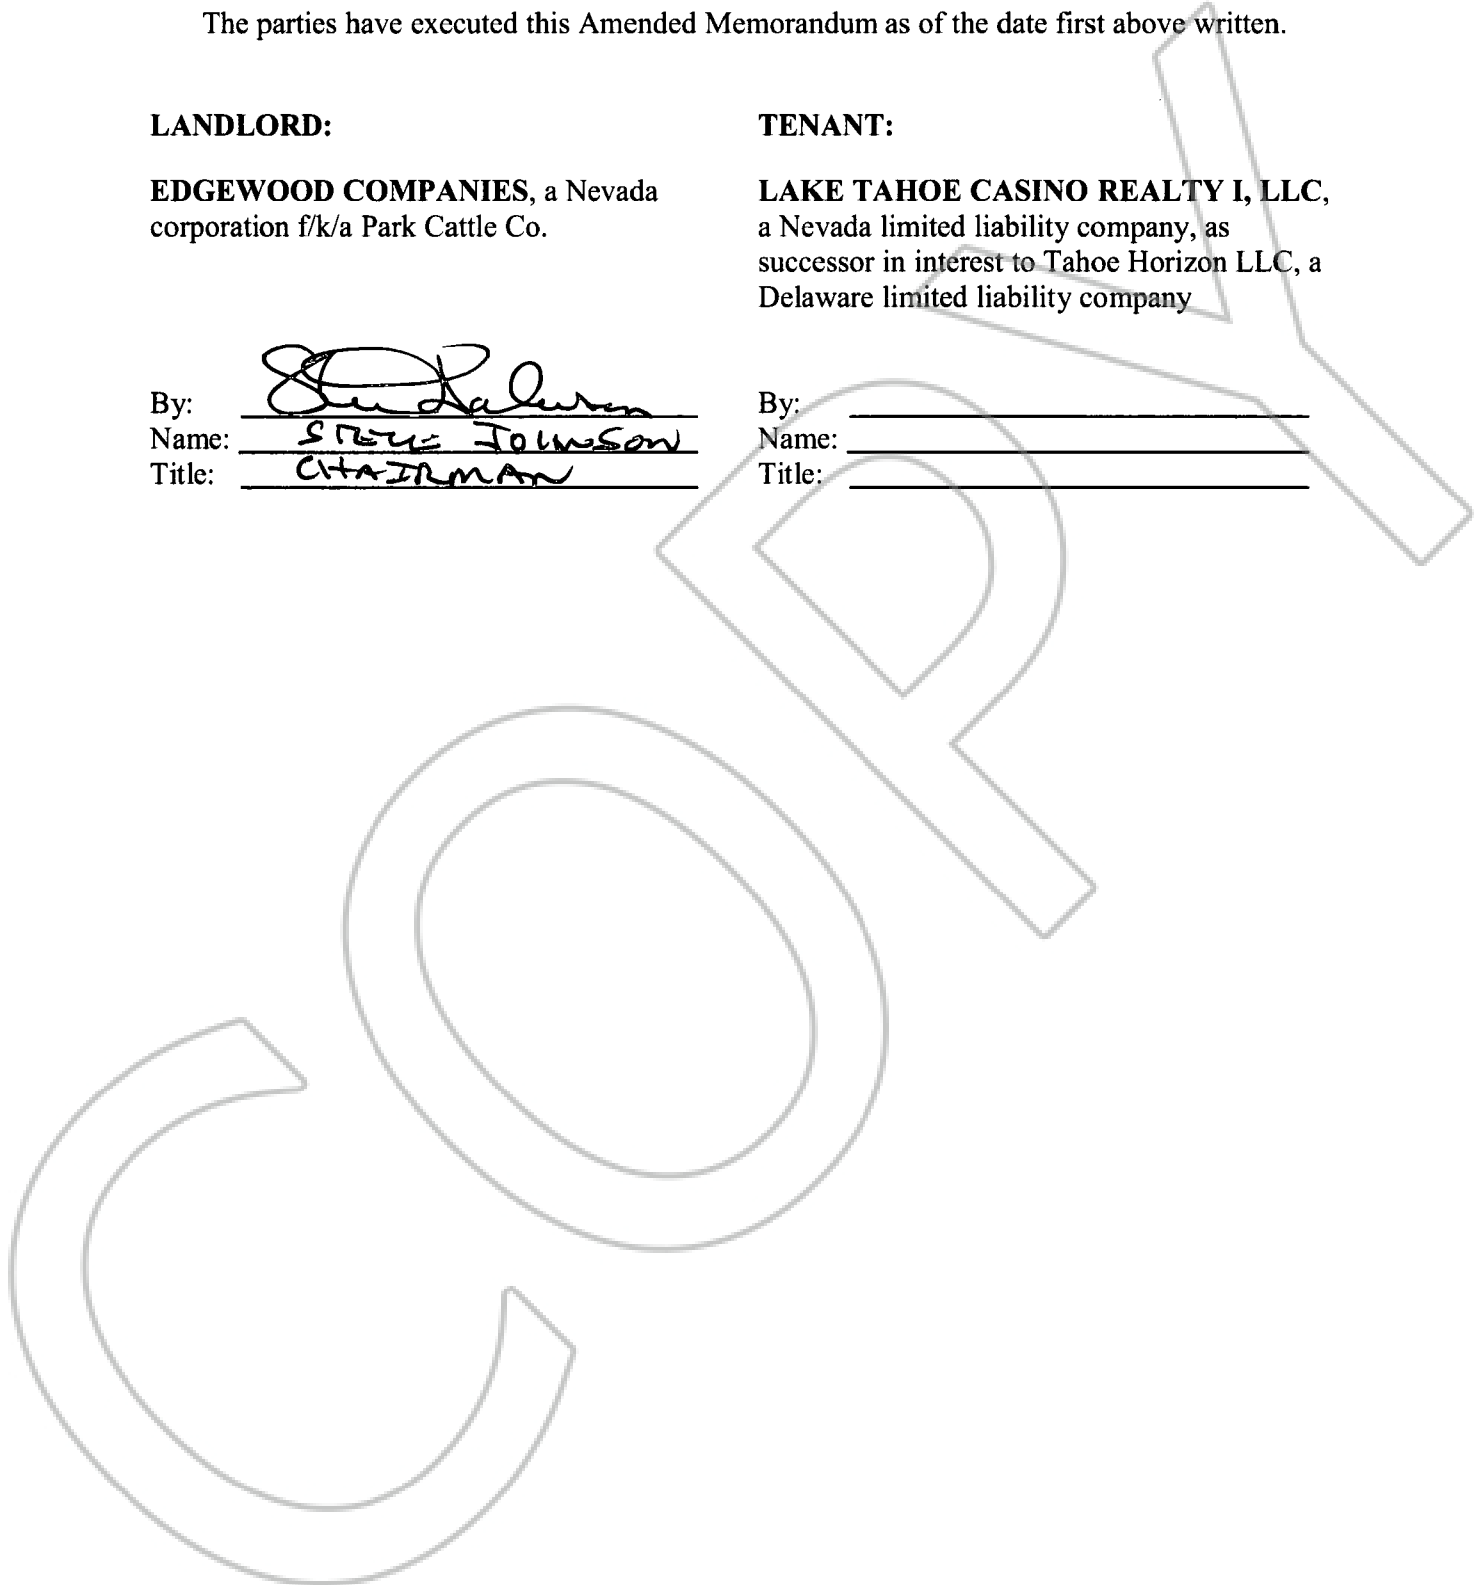 The parties have executed this Amended Memorandum as of the date first above written.
LANDLORD:
EDGEWOOD COMPANIES, a Nevada
corporation f/k/a Park Cattle Co.
By:
Name: STEVE JOHNSON
Title: CHAIRMAN
TENANT:
LAKE TAHOE CASINO REALTY I, LLC,
a Nevada limited liability company, as
successor in interest to Tahoe Horizon LLC, a
Delaware limited liability company
By:
Name:
Title:
COPY